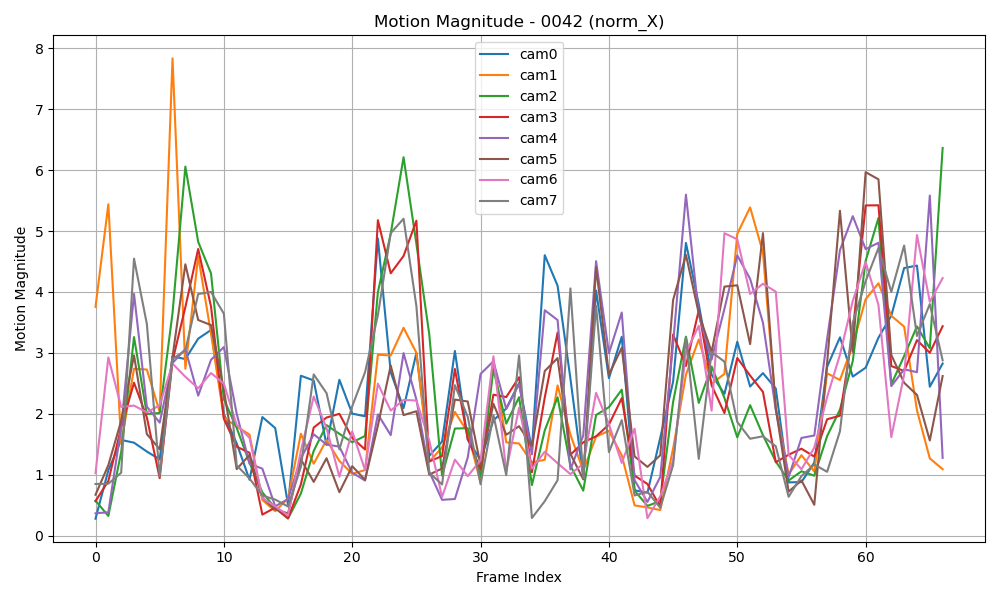 Motion Magnitude - 0042 (norm_X)
8
7
6
5
4
3
2
1
0
Motion Magnitude
cam0
cam1
cam2
cam3
cam4
cam5
cam6
cam7
0 10 20 30 40 50 60
Frame Index